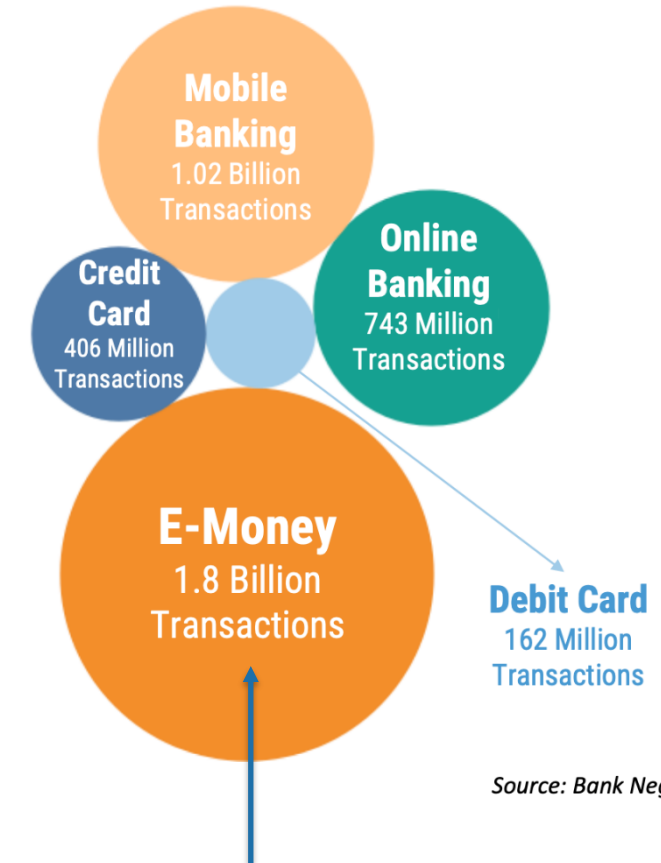 Mobile
Banking
1.02 Billion
Transactions
Online
Banking
743 Million
Transactions
Credit
Card
406 Million
Transactions
E-Money
1.8 Billion
Transactions
Debit Card
162 Million
Transactions
Source: Bank Neg